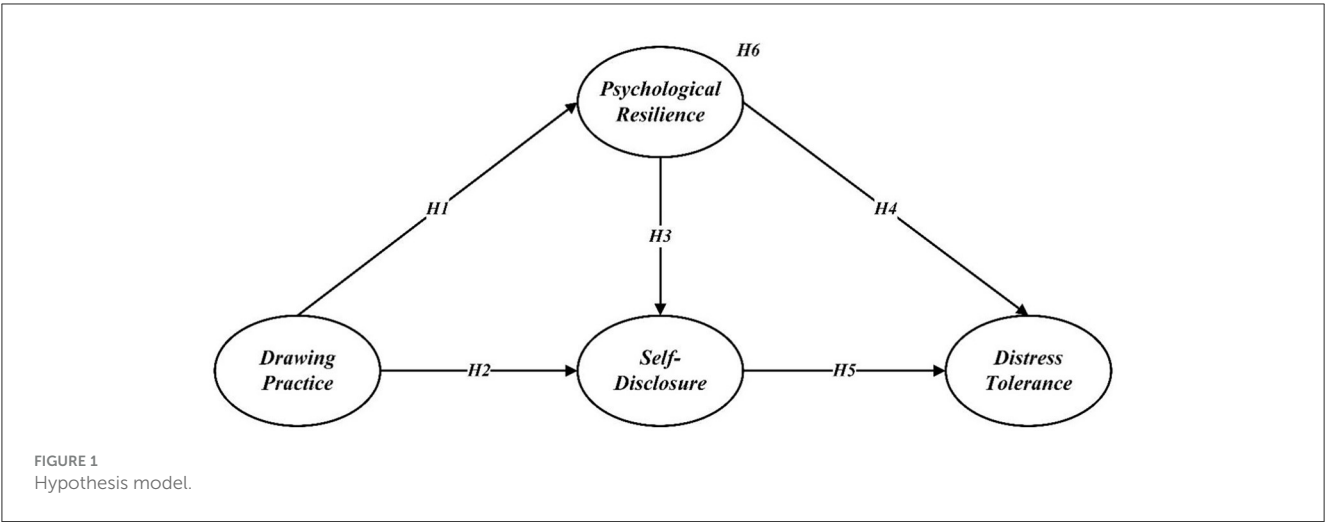 H6
Psychological
Resilience
H1
H4
H3
Drawing
Practice
H2
Self-
Disclosure
H5
Distress
Tolerance
FIGURE 1
Hypothesis model.